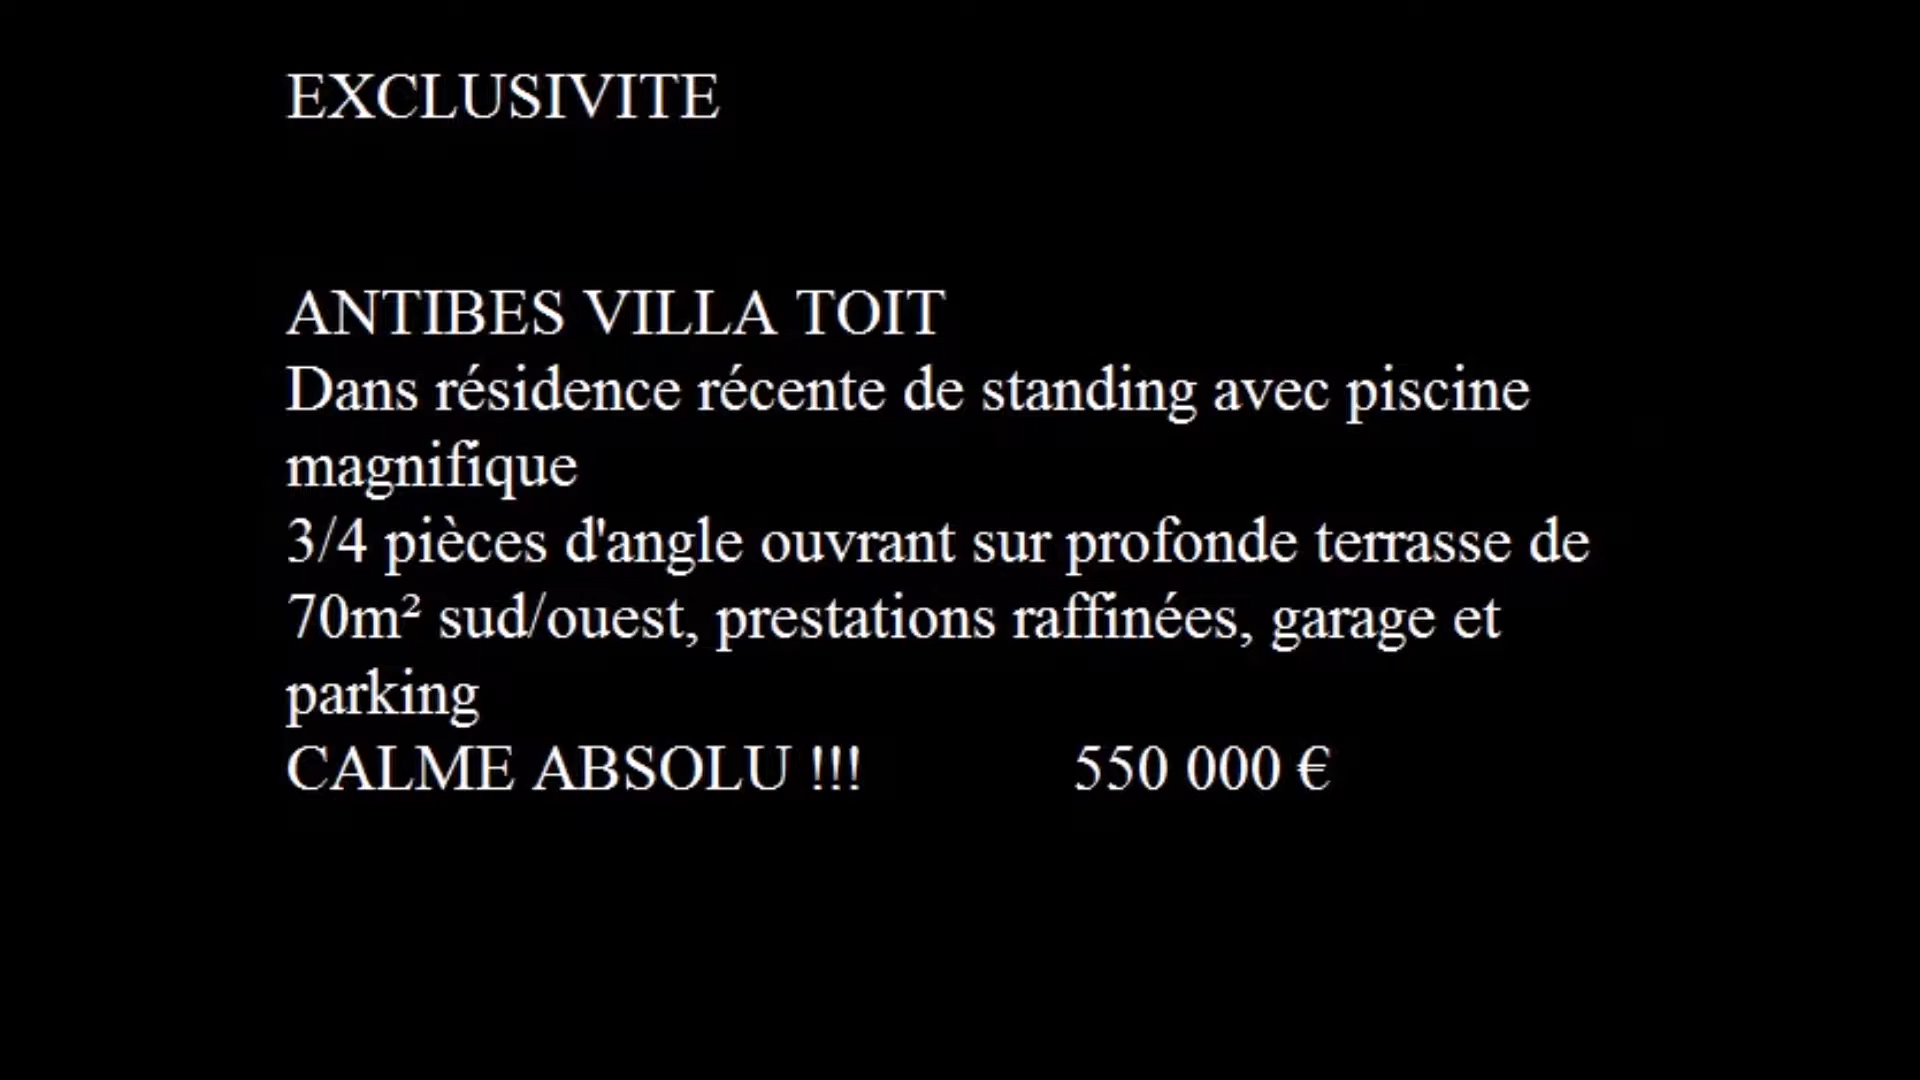 EXCLUSIVITE
ANTIBES VILLA TOIT
Dans résidence récente de standing avec piscine
magnifique
3/4 pièces d'angle ouvrant sur profonde terrasse de
70m² sud/ouest, prestations raffinées, garage et
parking
CALME ABSOLU !!! 550 000 €